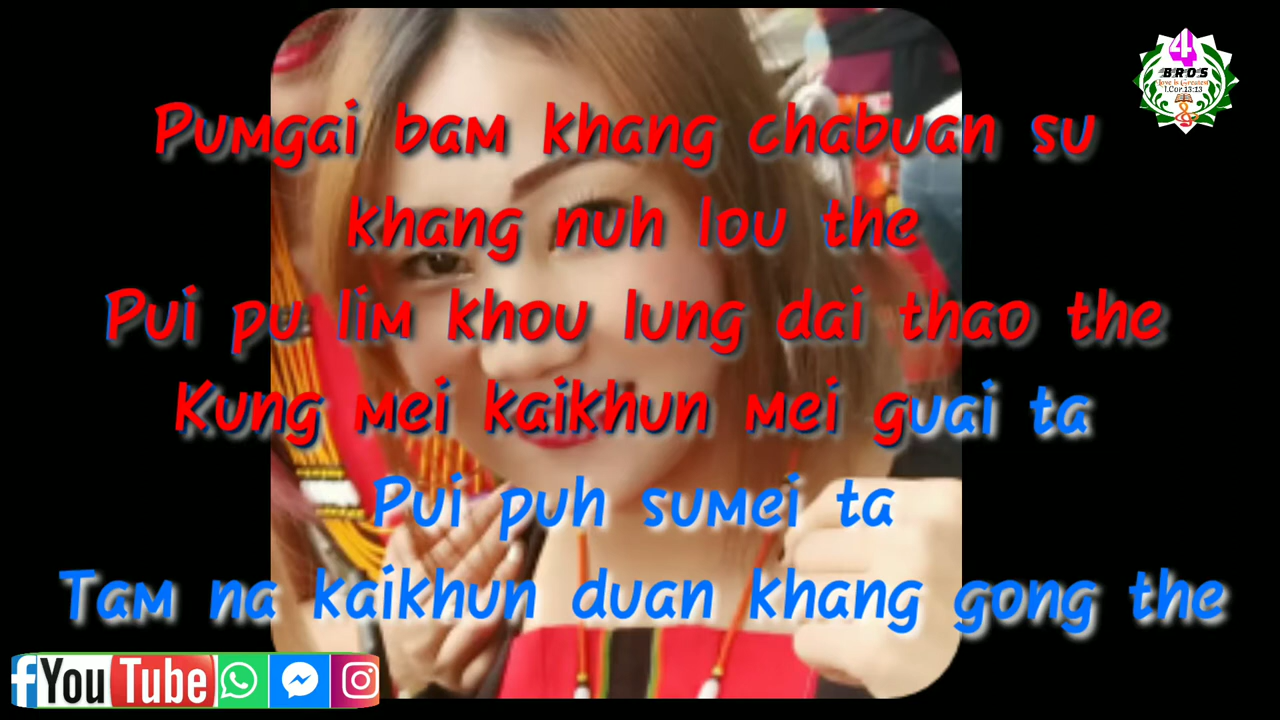 4
BROS
Love is Greatest
1.Cor.13:13
Pumgai bam khang chabuan su
khang nuh lou the
Pui pu lim khou lung dai thao the
Kung mei kaikhun mei guai ta
Pui puh sumei ta
Tam na kaikhun duan khang gong the
f YouTube